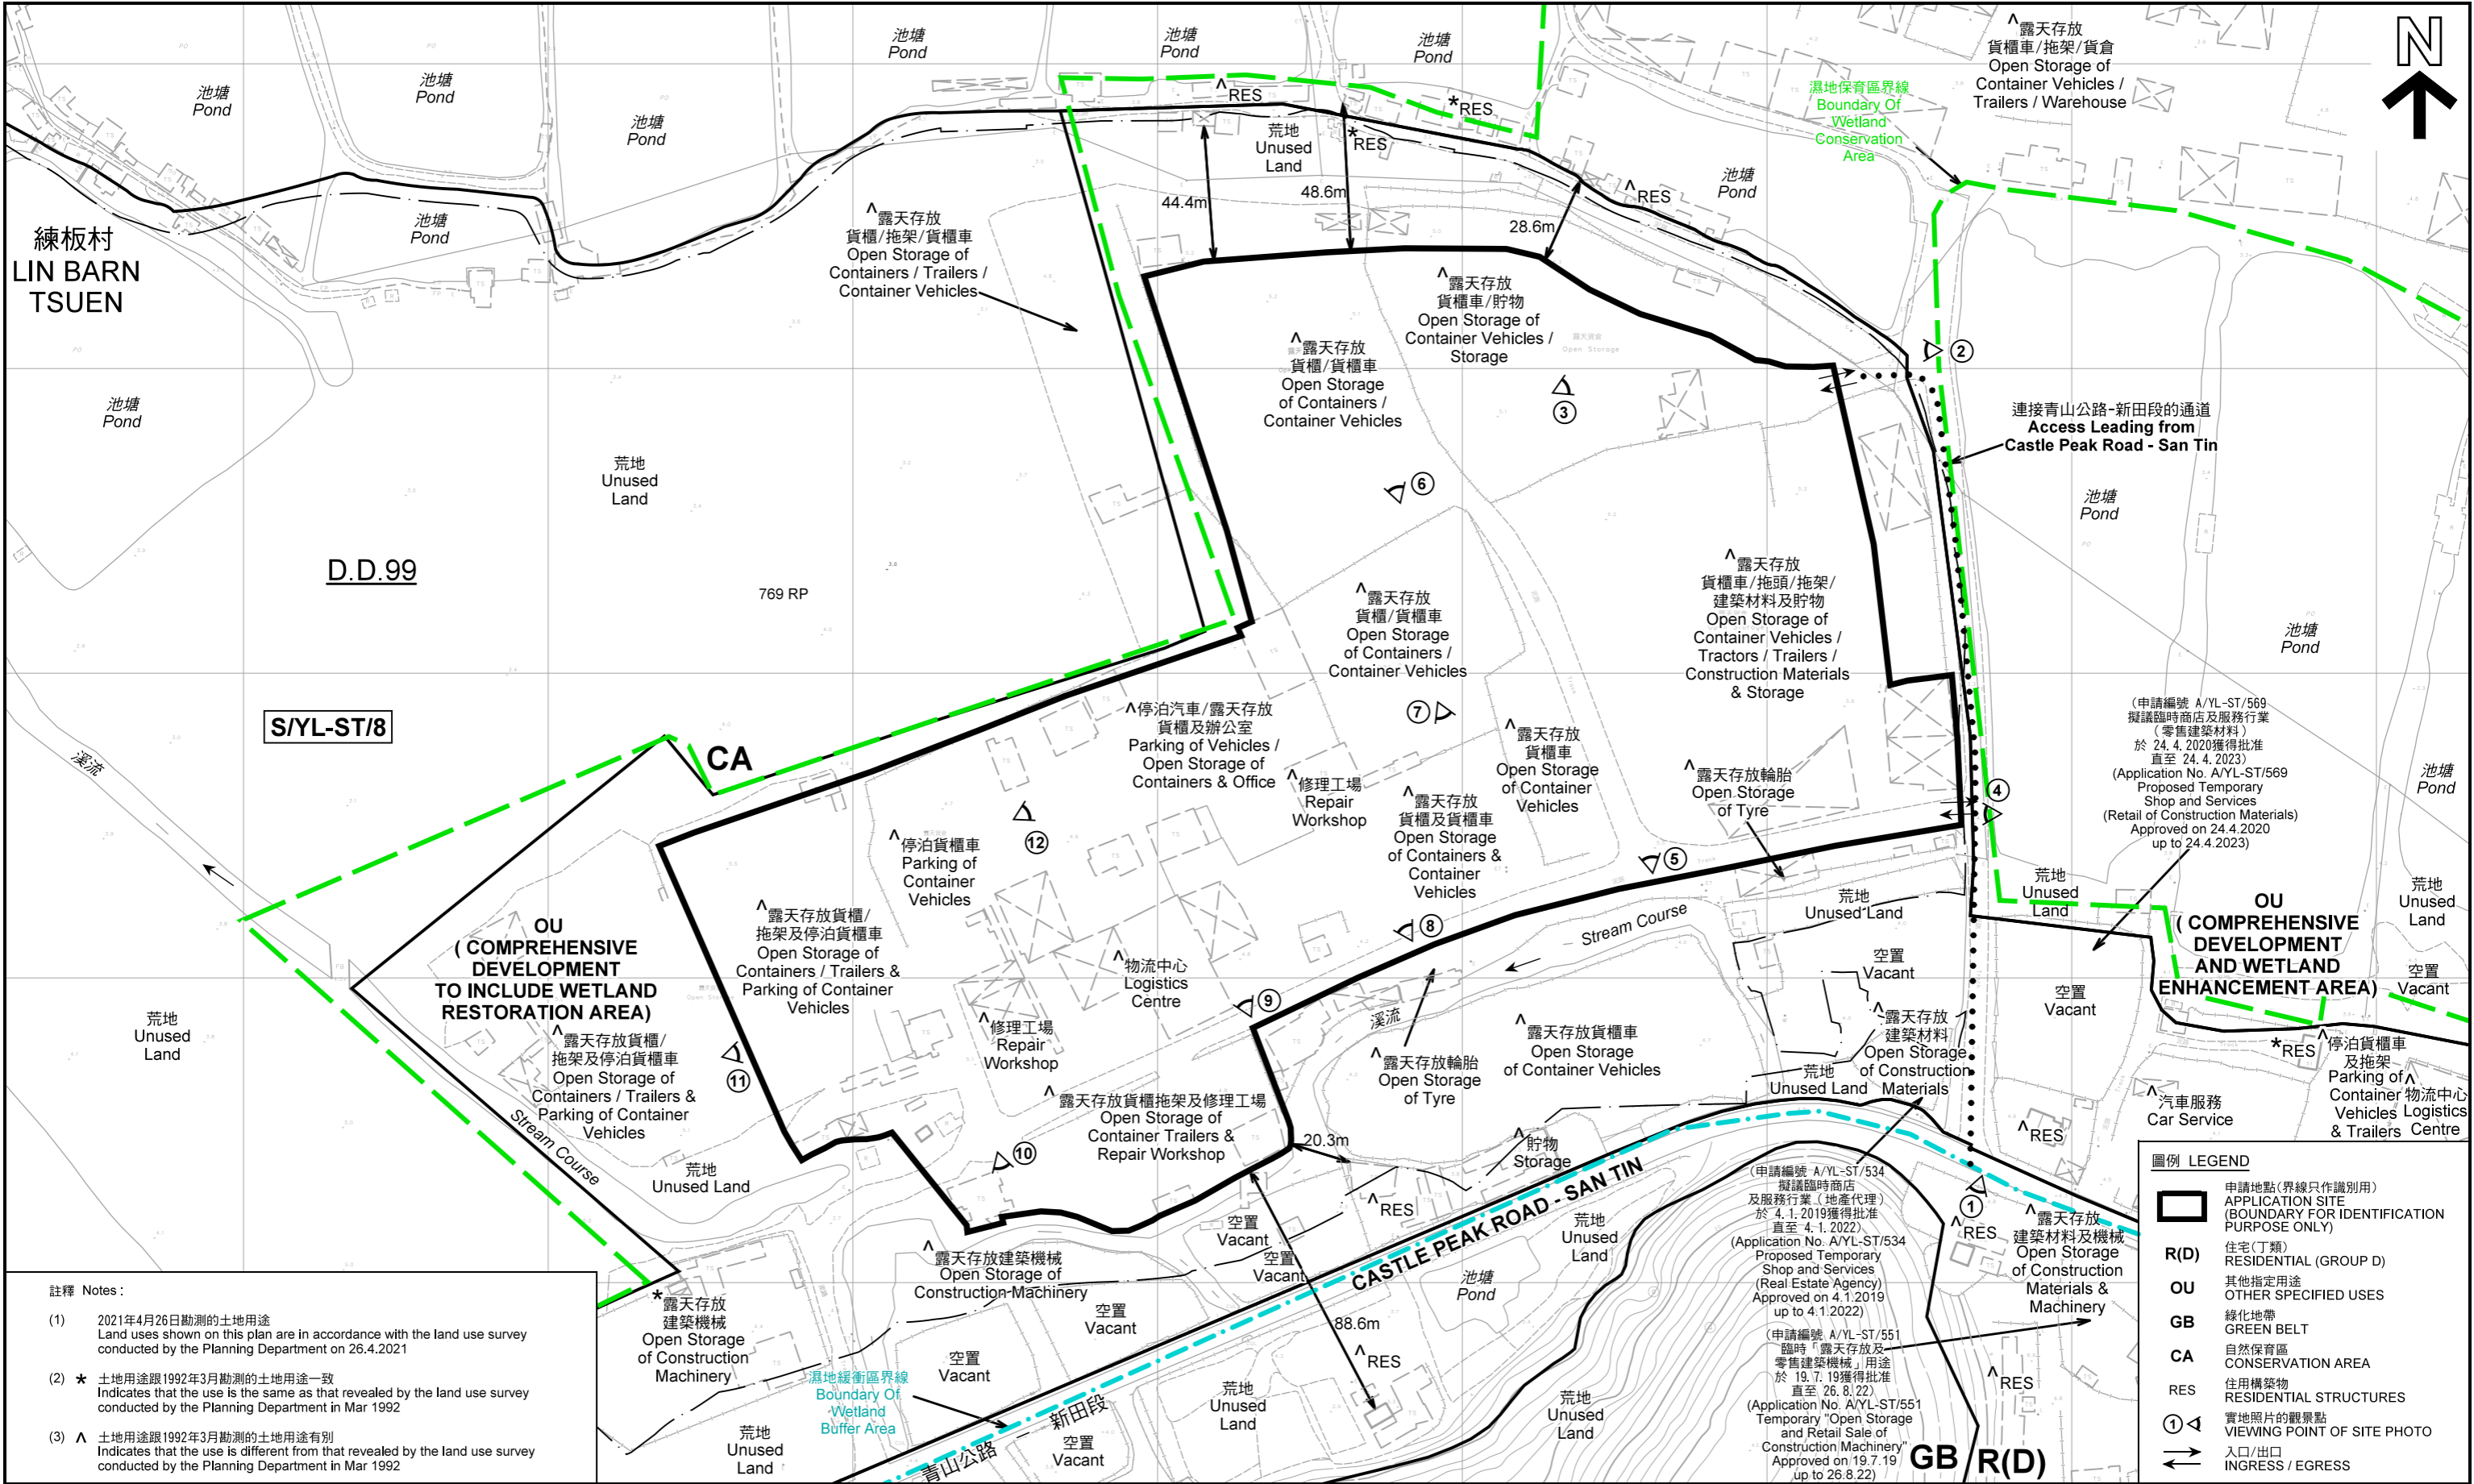 池塘
Pond
池塘
Pond
池塘
Pond
池塘
Pond
池塘
Pond
池塘
Pond
^露天存放
貨櫃車/拖架/貨倉
Open Storage of
Container Vehicles /
Trailers / Warehouse
N
濕地保育區界線
Boundary Of
Wetland
Conservation
Area
^RES
*RES
荒地
Unused
Land
*RES
^RES
池塘
Pond
44.4m
48.6m
28.6m
練板村
LIN BARN
TSUEN
池塘
Pond
^露天存放
貨櫃/拖架/貨櫃車
Open Storage of
Containers / Trailers /
Container Vehicles
^露天存放
貨櫃車/貯物
Open Storage of
Container Vehicles /
Storage
^露天存放
貨櫃/貨櫃車
Open Storage
of Containers /
Container Vehicles
露天貨倉
Open Storage
②
③
池塘
Pond
連接青山公路-新田段的通道
Access Leading from
Castle Peak Road - San Tin
荒地
Unused
Land
⑥
池塘
Pond
D.D.99
769 RP
^露天存放
貨櫃/貨櫃車
Open Storage
of Containers /
Container Vehicles
^露天存放
貨櫃車/拖頭/拖架/
建築材料及貯物
Open Storage of
Container Vehicles /
Tractors / Trailers /
Construction Materials
& Storage
池塘
Pond
S/YL-ST/8
溪流
CA
^停泊汽車/露天存放
貨櫃及辦公室
Parking of Vehicles /
Open Storage of
Containers & Office
⑦
^露天存放
貨櫃車
Open Storage
of Container
Vehicles
^修理工場
Repair
Workshop
^露天存放
貨櫃及貨櫃車
Open Storage
of Containers &
Container
Vehicles
^露天存放輪胎
Open Storage
of Tyre
④
(申請編號 A/YL-ST/569
擬議臨時商店及服務行業
(零售建築材料)
於 24.4.2020獲得批准
直至 24.4.2023)
(Application No. A/YL-ST/569
Proposed Temporary
Shop and Services
(Retail of Construction Materials)
Approved on 24.4.2020
up to 24.4.2023)
池塘
Pond
⑫
^停泊貨櫃車
Parking of
Container
Vehicles
⑤
荒地
Unused Land
荒地
Unused
Land
荒地
Unused
Land
OU
( COMPREHENSIVE
DEVELOPMENT
AND WETLAND
ENHANCEMENT AREA)
^露天存放貨櫃/
拖架及停泊貨櫃車
Open Storage of
Containers / Trailers &
Parking of Container
Vehicles
OU
( COMPREHENSIVE
DEVELOPMENT
TO INCLUDE WETLAND
RESTORATION AREA)
⑧
Stream Course
^物流中心
Logistics
Centre
⑨
溪流
空置
Vacant
空置
Vacant
空置
Vacant
荒地
Unused
Land
^露天存放貨櫃/
拖架及停泊貨櫃車
Open Storage of
Containers / Trailers &
Parking of Container
Vehicles
⑪
^修理工場
Repair
Workshop
^露天存放輪胎
Open Storage
of Tyre
^露天存放貨櫃車
Open Storage
of Container Vehicles
^露天存放
建築材料
Open Storage
of Construction
Materials
荒地
Unused Land
*RES
^停泊貨櫃車
及拖架
Parking of
Container
Vehicles
& Trailers
^物流中心
Logistics
Centre
^汽車服務
Car Service
^RES
Stream Course
荒地
Unused Land
⑩
^露天存放貨櫃拖架及修理工場
Open Storage of
Container Trailers &
Repair Workshop
20.3m
^貯物
Storage
^RES
空置
Vacant
空置
Vacant
CASTLE PEAK ROAD - SAN TIN
荒地
Unused
Land
池塘
Pond
(申請編號 A/YL-ST/534
擬議臨時商店
及服務行業 (地產代理)
於 4.1.2019獲得批准
直至 4.1.2022)
(Application No. A/YL-ST/534
Proposed Temporary
Shop and Services
(Real Estate Agency)
Approved on 4.1.2019
up to 4.1.2022)
①
^RES
^露天存放
建築材料及機械
Open Storage
of Construction
Materials &
Machinery
^露天存放建築機械
Open Storage of
Construction Machinery
*露天存放
建築機械
Open Storage
of Construction
Machinery
空置
Vacant
空置
Vacant
88.6m
^RES
濕地緩衝區界線
Boundary Of
Wetland
Buffer Area
荒地
Unused
Land
青山公路 — 新田段
空置
Vacant
荒地
Unused
Land
荒地
Unused
Land
(申請編號 A/YL-ST/551
臨時「露天存放及
零售建築機械」用途
於 19.7.19獲得批准
直至 26.8.22)
(Application No. A/YL-ST/551
Temporary "Open Storage
and Retail Sale of
Construction Machinery"
Approved on 19.7.19
up to 26.8.22)
^RES
GB
R(D)
註釋 Notes :
(1) 2021年4月26日勘測的土地用途
Land uses shown on this plan are in accordance with the land use survey
conducted by the Planning Department on 26.4.2021
(2) * 土地用途跟1992年3月勘測的土地用途一致
Indicates that the use is the same as that revealed by the land use survey
conducted by the Planning Department in Mar 1992
(3) ^ 土地用途跟1992年3月勘測的土地用途有別
Indicates that the use is different from that revealed by the land use survey
conducted by the Planning Department in Mar 1992
圖例 LEGEND
申請地點(界線只作識別用)
APPLICATION SITE
(BOUNDARY FOR IDENTIFICATION
PURPOSE ONLY)
R(D) 住宅(丁類)
RESIDENTIAL (GROUP D)
OU 其他指定用途
OTHER SPECIFIED USES
GB 綠化地帶
GREEN BELT
CA 自然保育區
CONSERVATION AREA
RES 住用構築物
RESIDENTIAL STRUCTURES
① 實地照片的觀景點
VIEWING POINT OF SITE PHOTO
入口/出口
INGRESS / EGRESS